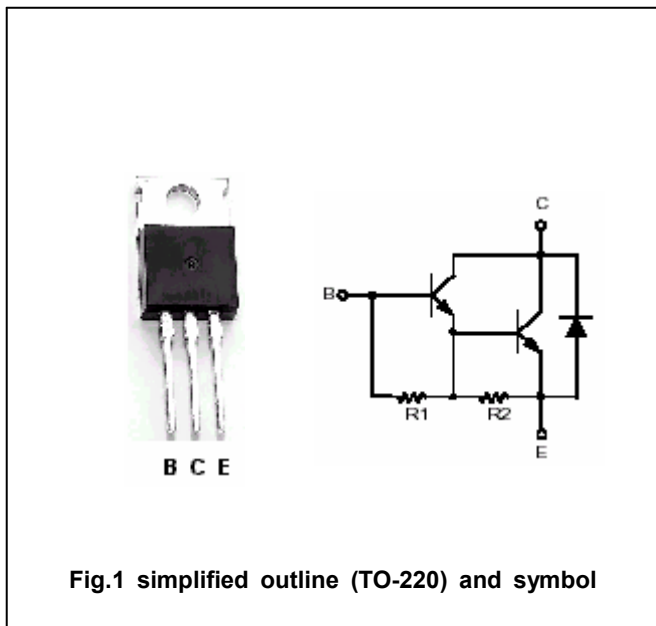 C
B
R1 R2
E
B C E
Fig.1 simplified outline (TO-220) and symbol